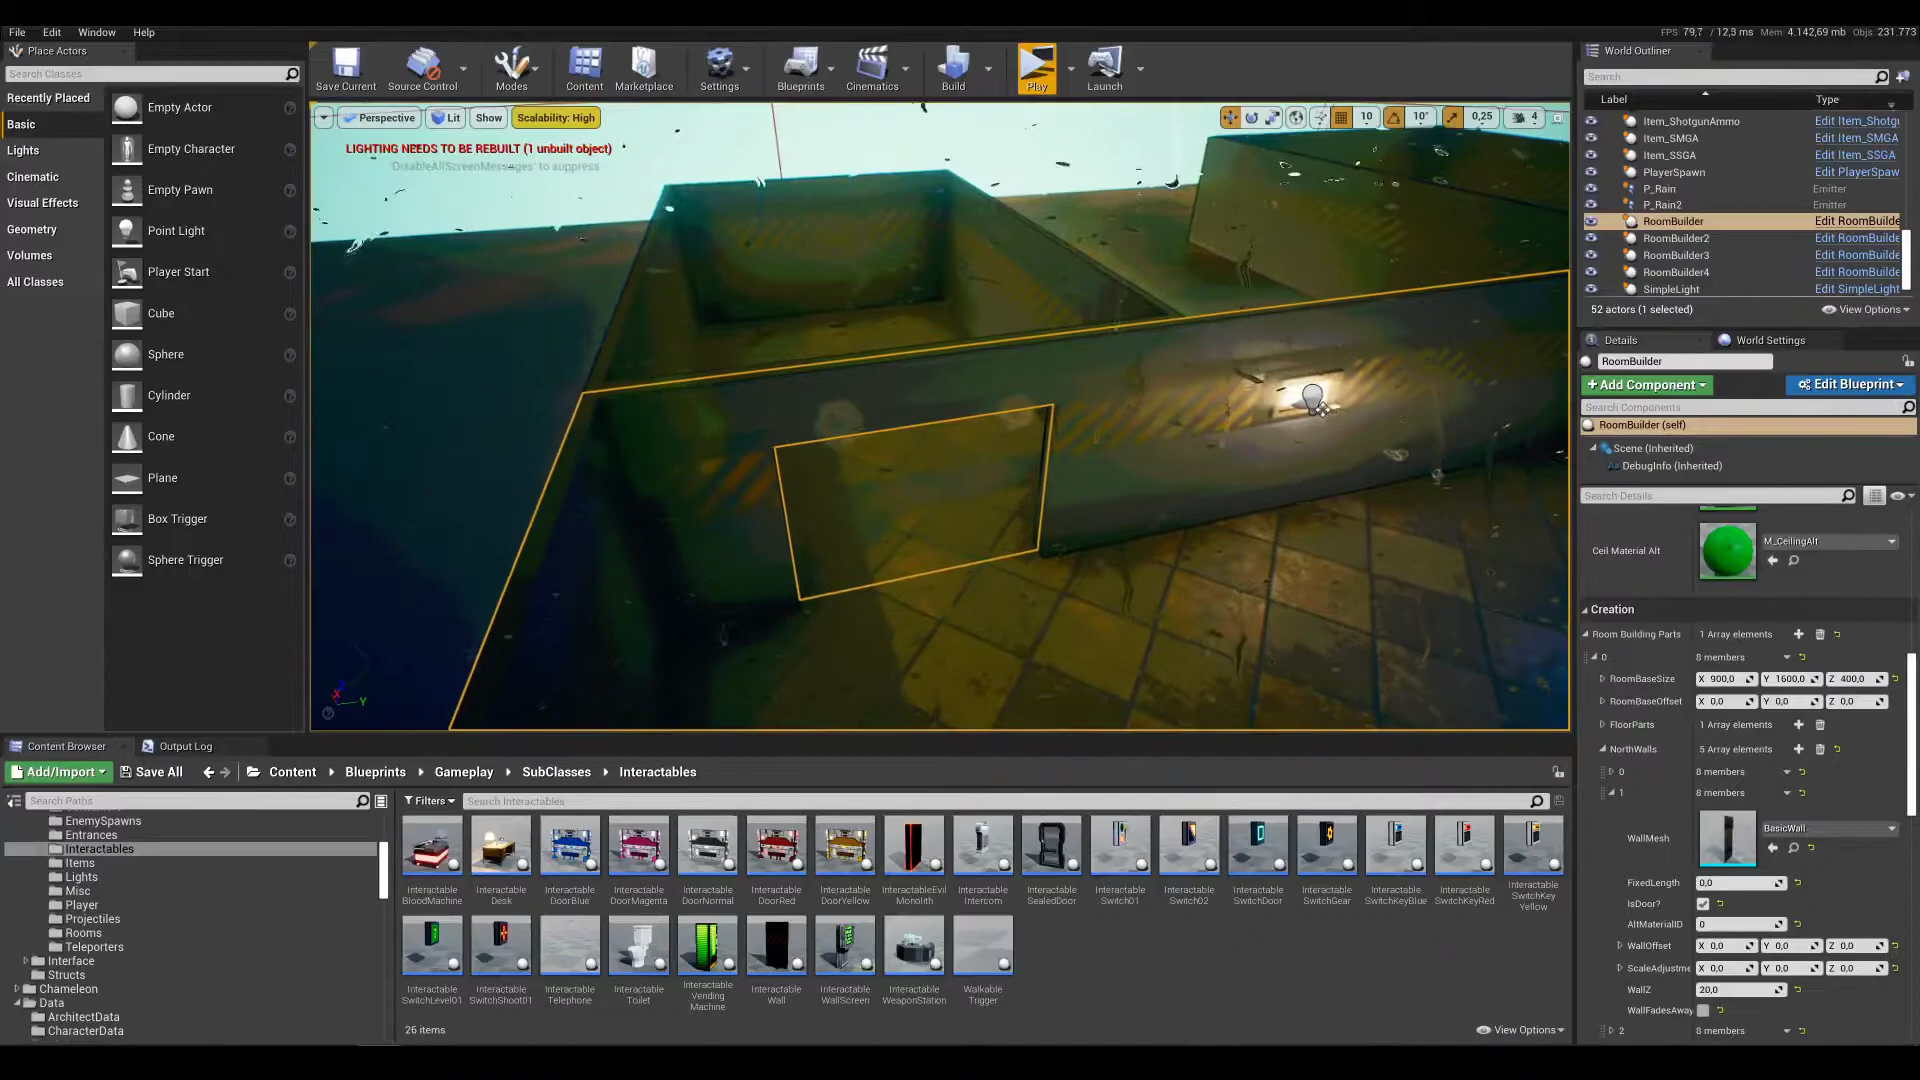 File Edit Window Help
FPS: 79,7 / 12,3 ms Mem: 4.142,69 mb Objs: 231.773
Place Actors
Search Classes
Recently Placed
Basic
Lights
Cinematic
Visual Effects
Geometry
Volumes
All Classes
Empty Actor
Empty Character
Empty Pawn
Point Light
Player Start
Cube
Sphere
Cylinder
Cone
Plane
Box Trigger
Sphere Trigger
Save Current
Source Control
Modes
Content
Marketplace
Settings
Blueprints
Cinematics
Build
Play
Launch
Perspective
Lit
Show
Scalability: High
10
10°
0,25
4
LIGHTING NEEDS TO BE REBUILT (1 unbuilt object)
'DisableAllScreenMessages' to suppress
X
Y
World Outliner
Search
Label Type
Item_ShotgunAmmo Edit Item_Shotgu
Item_SMGA Edit Item_SMGA
Item_SSGA Edit Item_SSGA
PlayerSpawn Edit PlayerSpaw
P_Rain Emitter
P_Rain2 Emitter
RoomBuilder Edit RoomBuilde
RoomBuilder2 Edit RoomBuilde
RoomBuilder3 Edit RoomBuilde
RoomBuilder4 Edit RoomBuilde
SimpleLight Edit SimpleLight
52 actors (1 selected) View Options
Details World Settings
RoomBuilder
+ Add Component Edit Blueprint
Search Components
RoomBuilder (self)
Scene (Inherited)
DebugInfo (Inherited)
Search Details
Ceil Material Alt M_CeilingAlt
Creation
Room Building Parts 1 Array elements
0 8 members
RoomBaseSize X 900,0 Y 1600,0 Z 400,0
RoomBaseOffset X 0,0 Y 0,0 Z 0,0
FloorParts 1 Array elements
NorthWalls 5 Array elements
0 8 members
1 8 members
WallMesh BasicWall
FixedLength 0,0
IsDoor?
AltMaterialID 0
WallOffset X 0,0 Y 0,0 Z 0,0
ScaleAdjustme X 0,0 Y 0,0 Z 0,0
WallZ 20,0
WallFadesAway
2 8 members
Content Browser Output Log
Add/Import Save All Content Blueprints Gameplay SubClasses Interactables
Search Paths
Filters Search Interactables
EnemySpawns
Entrances
Interactables
Items
Lights
Misc
Player
Projectiles
Rooms
Teleporters
Interface
Structs
Chameleon
Data
ArchitectData
CharacterData
Interactable BloodMachine
Interactable Desk
Interactable DoorBlue
Interactable DoorMagenta
Interactable DoorNormal
Interactable DoorRed
Interactable DoorYellow
InteractableEvil Monolith
Interactable Intercom
Interactable SealedDoor
Interactable Switch01
Interactable Switch02
Interactable SwitchDoor
Interactable SwitchGear
Interactable SwitchKeyBlue
Interactable SwitchKeyRed
Interactable SwitchKey Yellow
Interactable SwitchLevel01
Interactable SwitchShoot01
Interactable Telephone
Interactable Toilet
Interactable Vending Machine
Interactable Wall
Interactable WallScreen
Interactable WeaponStation
Walkable Trigger
26 items
View Options